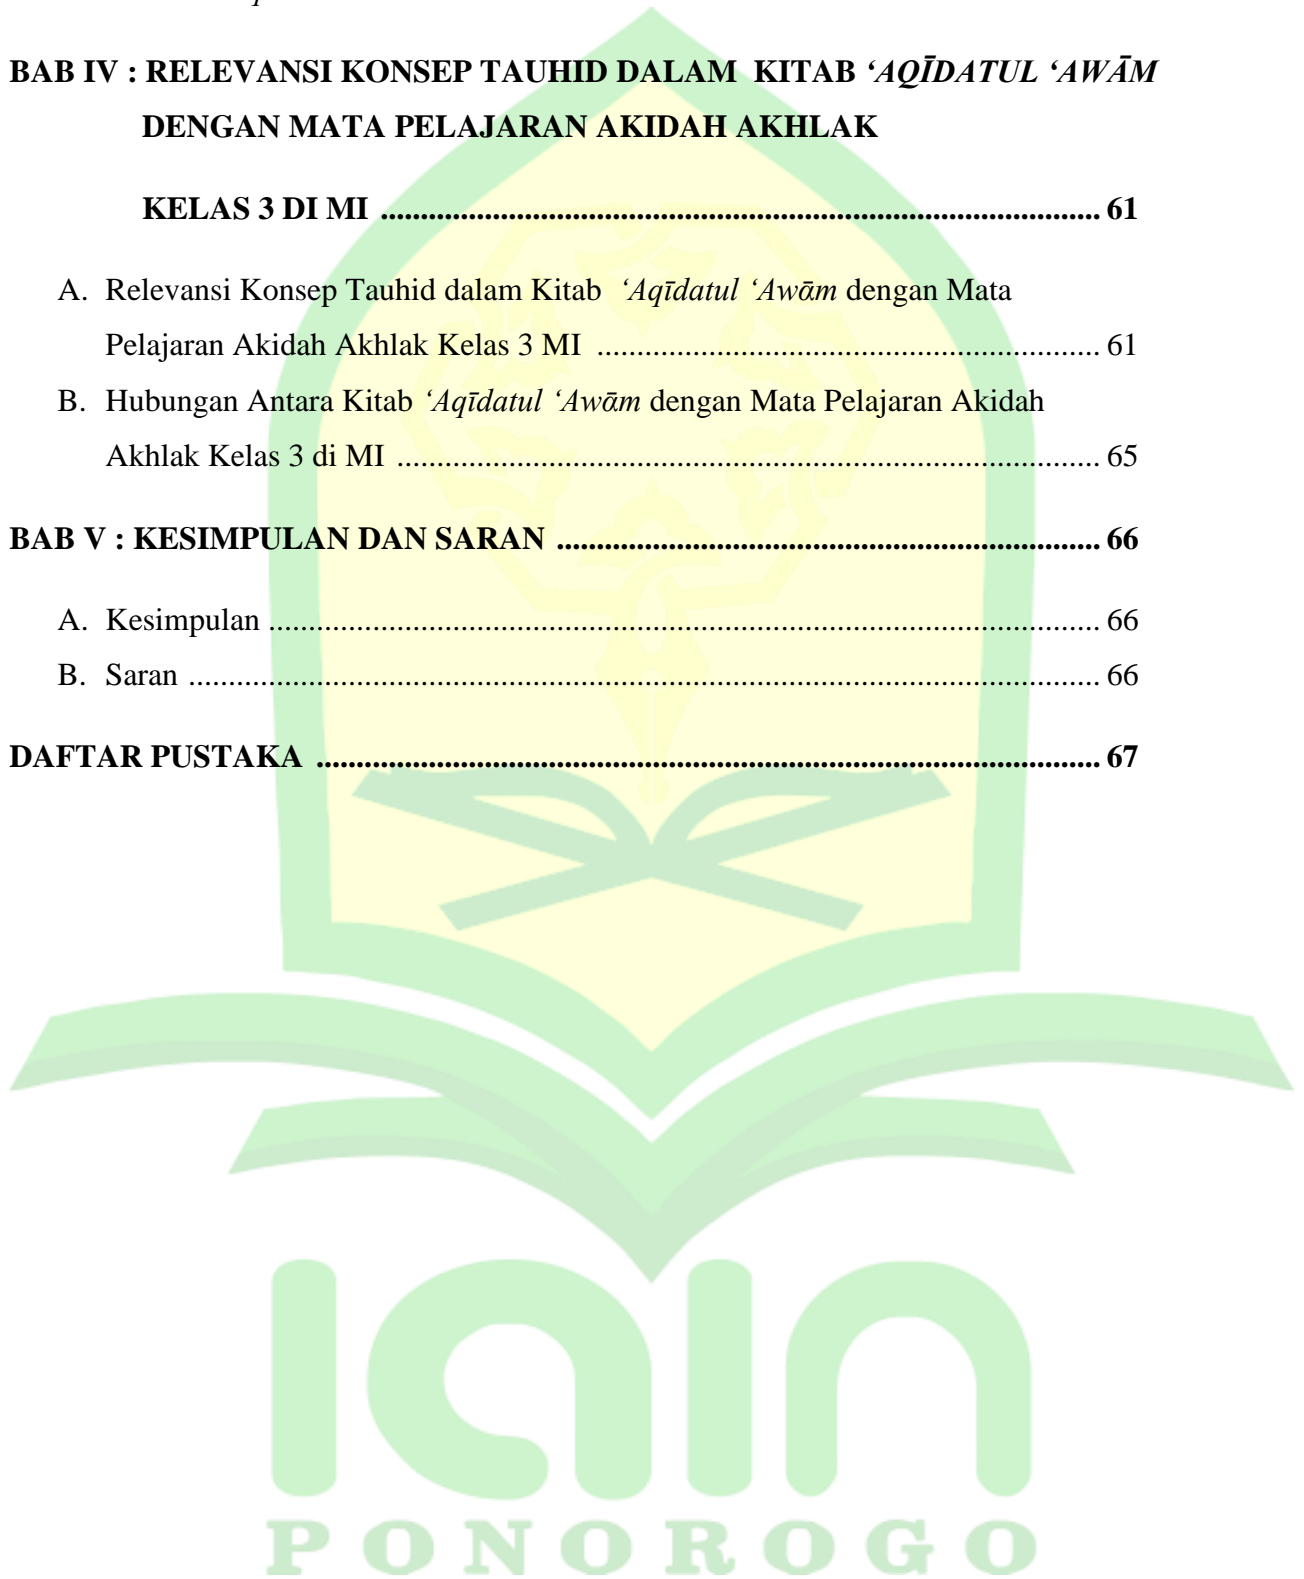 BAB IV : RELEVANSI KONSEP TAUHID DALAM KITAB ‘AQĪDATUL ‘AWĀM
DENGAN MATA PELAJARAN AKIDAH AKHLAK
KELAS 3 DI MI .......................................................................................... 61
A. Relevansi Konsep Tauhid dalam Kitab ‘Aqīdatul ‘Awᾱm dengan Mata
Pelajaran Akidah Akhlak Kelas 3 MI ............................................................... 61
B. Hubungan Antara Kitab ‘Aqīdatul ‘Awᾱm dengan Mata Pelajaran Akidah
Akhlak Kelas 3 di MI ........................................................................................ 65
BAB V : KESIMPULAN DAN SARAN .................................................................... 66
A. Kesimpulan ........................................................................................................ 66
B. Saran .................................................................................................................. 66
DAFTAR PUSTAKA .................................................................................................. 67
iain
PONOROGO